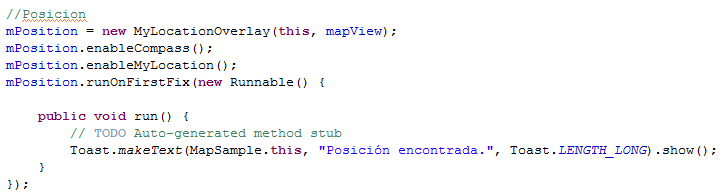 //Posicion
mPosition = new MyLocationOverlay(this, mapView);
mPosition.enableCompass();
mPosition.enableMyLocation();
mPosition.runOnFirstFix(new Runnable() {
public void run() {
// TODO Auto-generated method stub
Toast.makeText(MapSample.this, "Posición encontrada.", Toast.LENGTH_LONG).show();
}
});